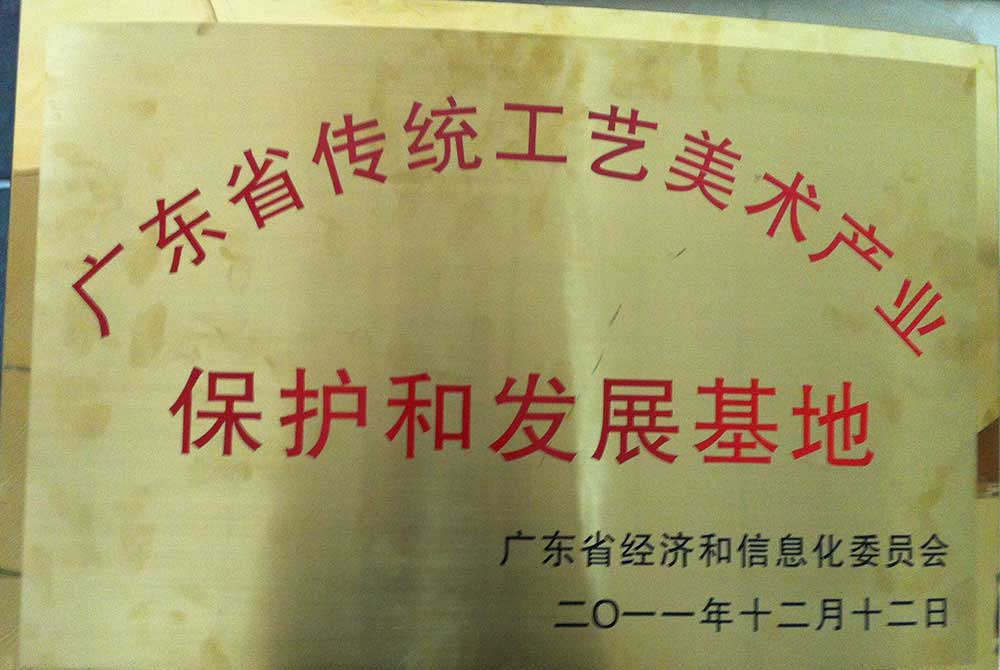 广东省传统工艺美术产业
保护和发展基地
广东省经济和信息化委员会
二〇一一年十二月十二日